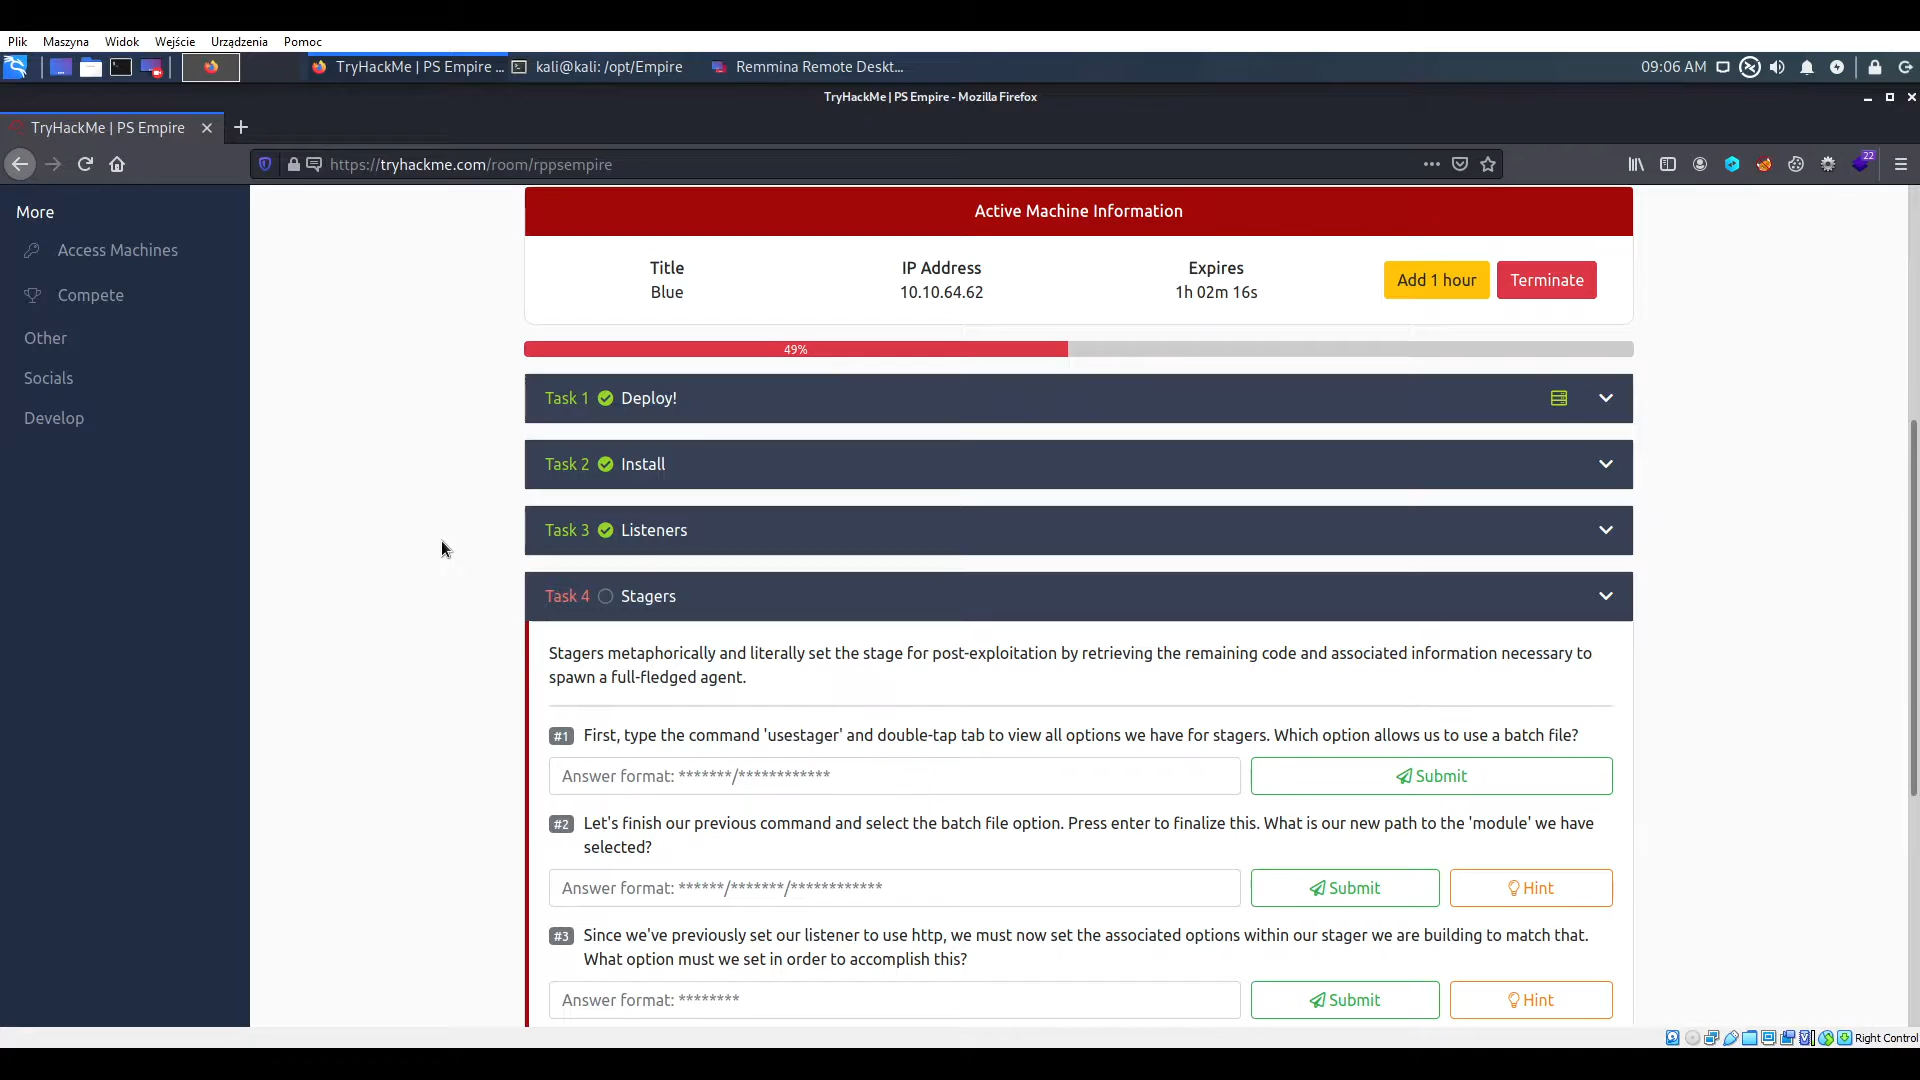 Plik Maszyna Widok Wejście Urządzenia Pomoc
TryHackMe | PS Empire ... kali@kali: /opt/Empire Remmina Remote Deskt... 09:06 AM
TryHackMe | PS Empire - Mozilla Firefox
TryHackMe | PS Empire
https://tryhackme.com/room/rppsempire 22
More
Access Machines
Compete
Other
Socials
Develop
Active Machine Information
Title IP Address Expires
Blue 10.10.64.62 1h 02m 16s
Add 1 hour Terminate
49%
Task 1 Deploy!
Task 2 Install
Task 3 Listeners
Task 4 Stagers
Stagers metaphorically and literally set the stage for post-exploitation by retrieving the remaining code and associated information necessary to
spawn a full-fledged agent.
#1 First, type the command 'usestager' and double-tap tab to view all options we have for stagers. Which option allows us to use a batch file?
Answer format: *******/************ Submit
#2 Let's finish our previous command and select the batch file option. Press enter to finalize this. What is our new path to the 'module' we have
selected?
Answer format: ******/*******/************ Submit Hint
#3 Since we've previously set our listener to use http, we must now set the associated options within our stager we are building to match that.
What option must we set in order to accomplish this?
Answer format: ******** Submit Hint
Right Control